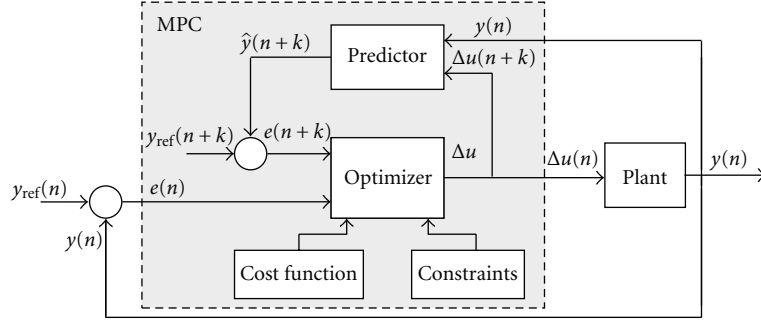 MPC
ŷ(n+k)
Predictor
y(n)
Δu(n+k)
y_ref(n+k)
e(n+k)
Optimizer
Δu
Δu(n)
Plant
y(n)
y_ref(n)
e(n)
y(n)
Cost function
Constraints